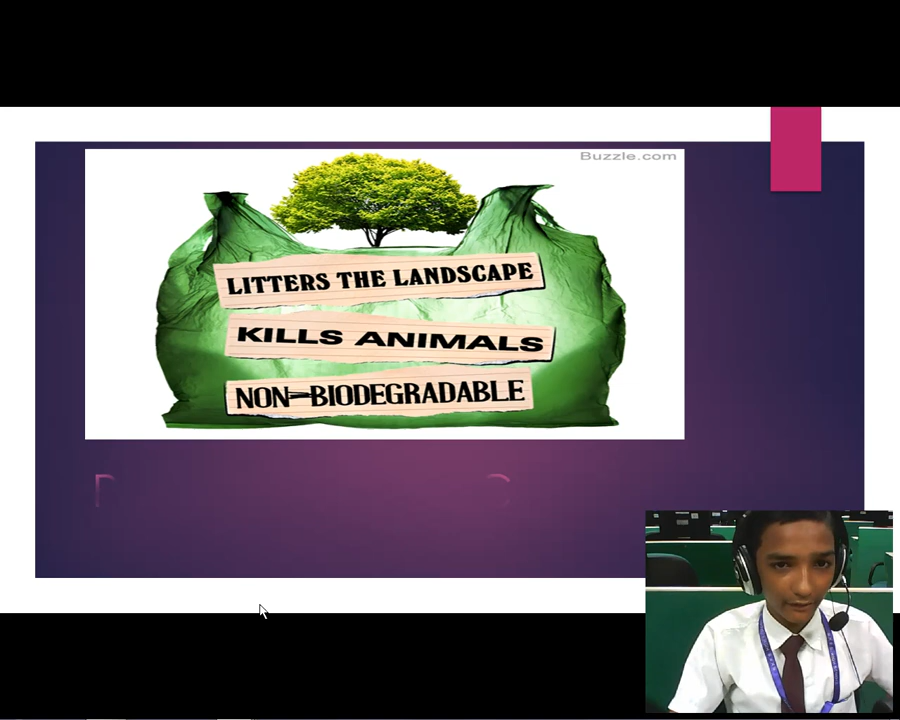 Buzzle.com
LITTERS THE LANDSCAPE
KILLS ANIMALS
NON-BIODEGRADABLE